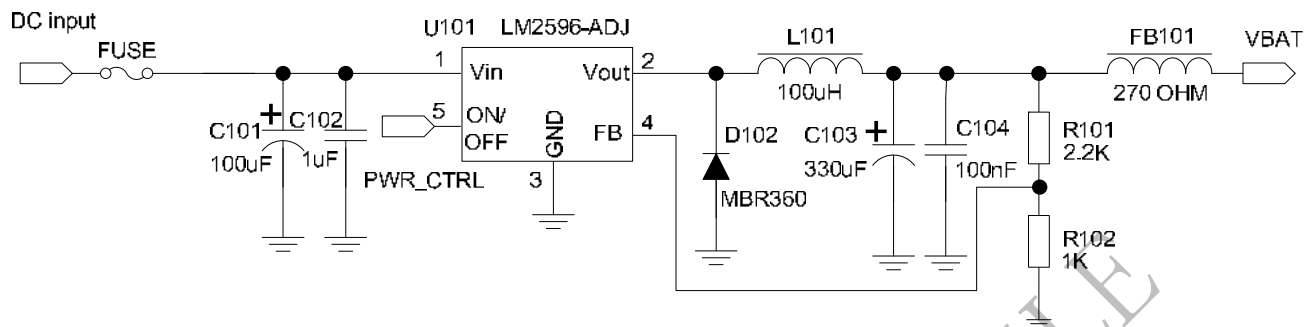 DC input
FUSE
U101
LM2596-ADJ
1
Vin
Vout
2
5
ON/
OFF
GND
FB
4
3
PWR_CTRL
C101
100uF
C102
1uF
+
L101
100uH
D102
MBR360
C103
330uF
+
C104
100nF
R101
2.2K
R102
1K
FB101
270 OHM
VBAT
L E